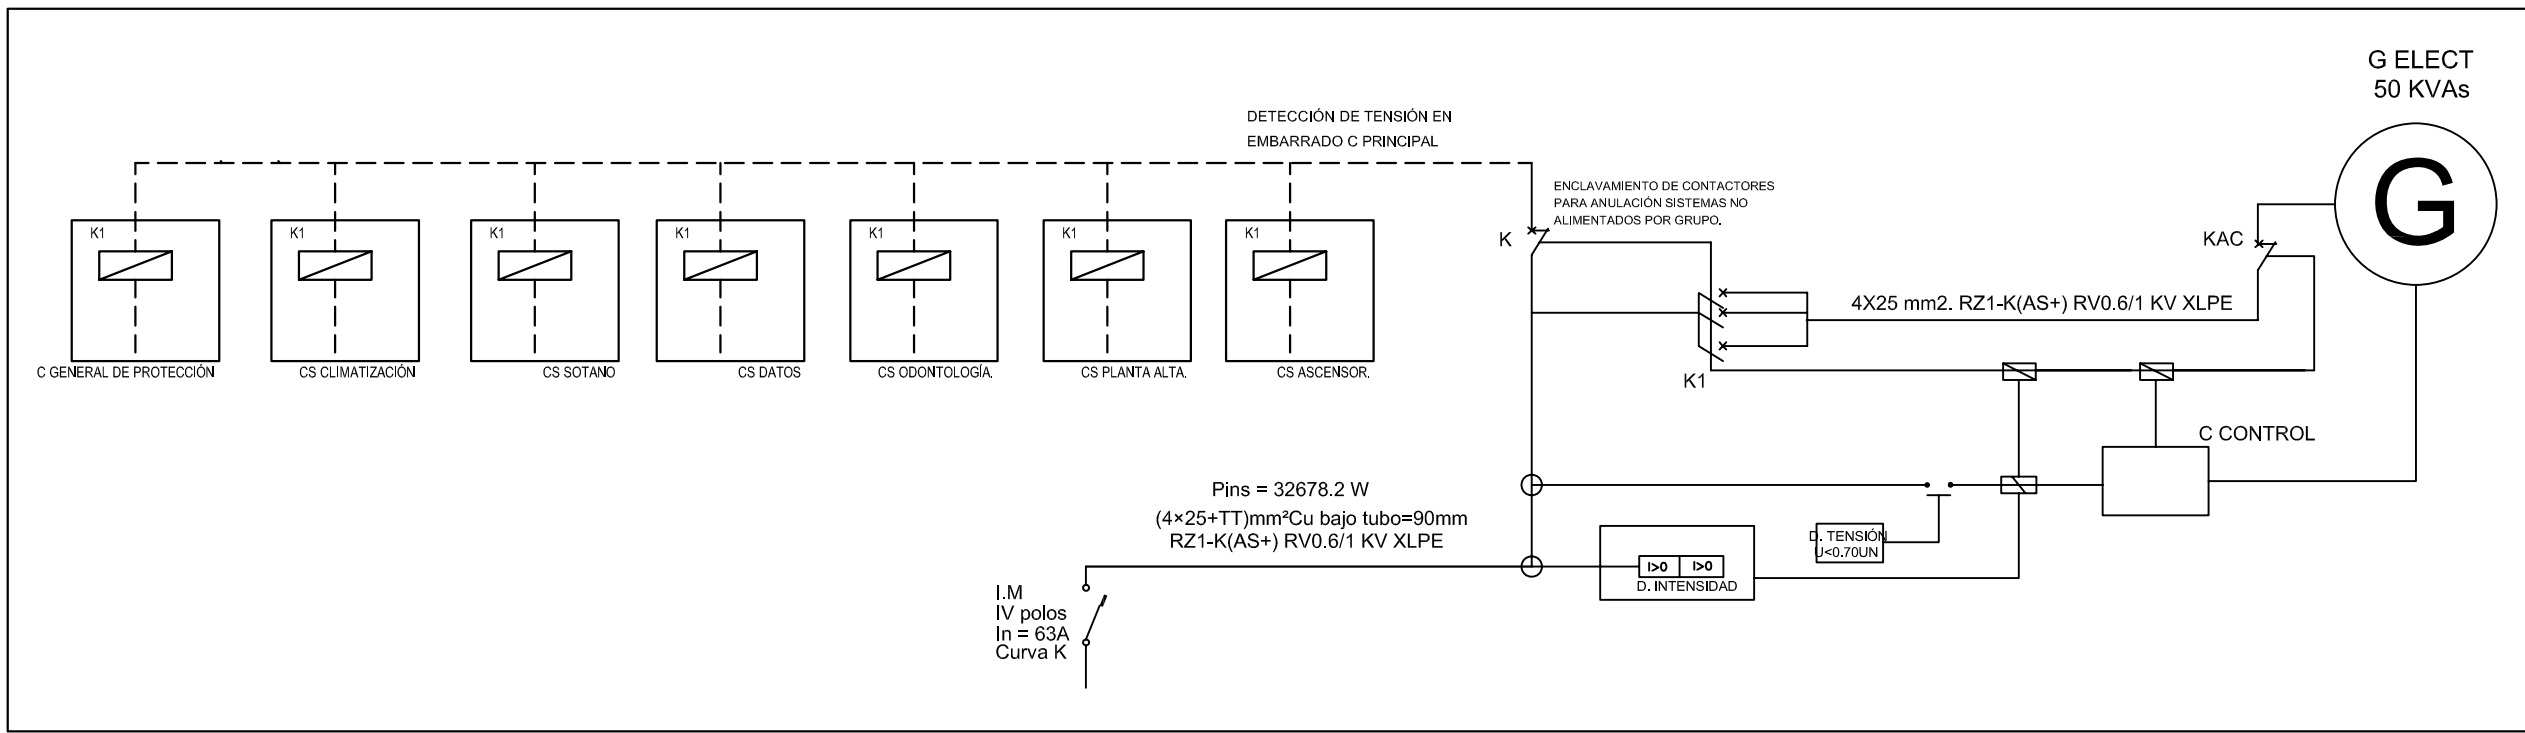 G ELECT
50 KVAs
G
DETECCIÓN DE TENSIÓN EN
EMBARRADO C PRINCIPAL
ENCLAVAMIENTO DE CONTACTORES
PARA ANULACIÓN SISTEMAS NO
ALIMENTADOS POR GRUPO.
K
KAC
K1
K1
K1
K1
K1
K1
K1
C GENERAL DE PROTECCIÓN
CS CLIMATIZACIÓN
CS SOTANO
CS DATOS
CS ODONTOLOGÍA.
CS PLANTA ALTA.
CS ASCENSOR.
4X25 mm2. RZ1-K(AS+) RV0.6/1 KV XLPE
K1
C CONTROL
Pins = 32678.2 W
(4×25+TT)mm²Cu bajo tubo=90mm
RZ1-K(AS+) RV0.6/1 KV XLPE
D. TENSIÓN
U<0.70UN
I>0 I>0
D. INTENSIDAD
I.M
IV polos
In = 63A
Curva K